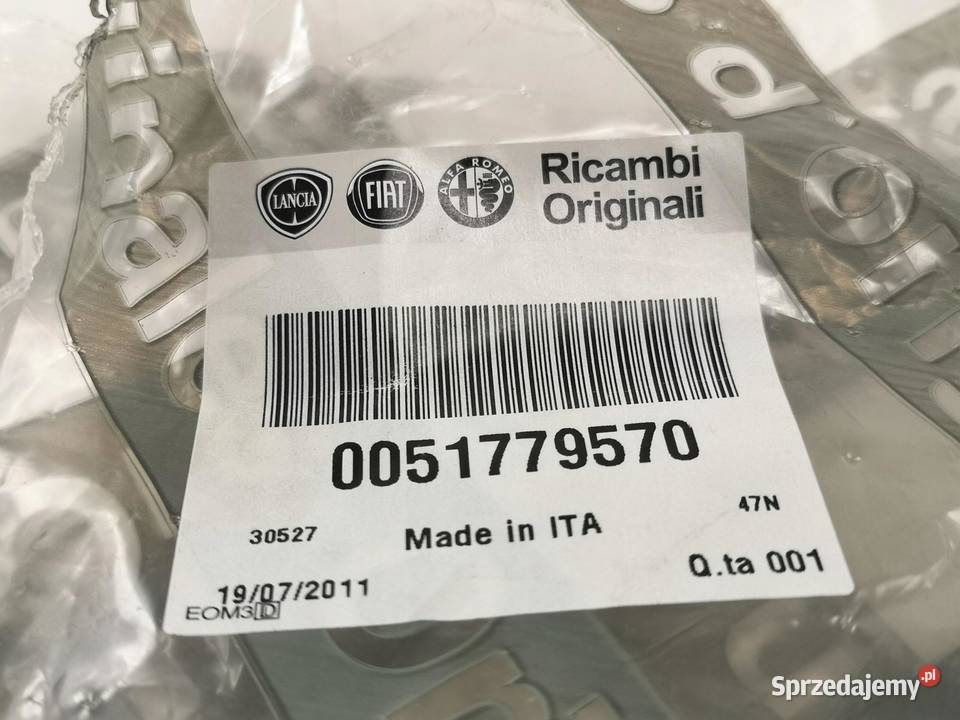 LANCIA
FIAT
ALFA ROMEO
Ricambi
Originali
0051779570
30527
Made in ITA
47N
19/07/2011
Q.ta 001
EOM3D
Sprzedajemy.pl